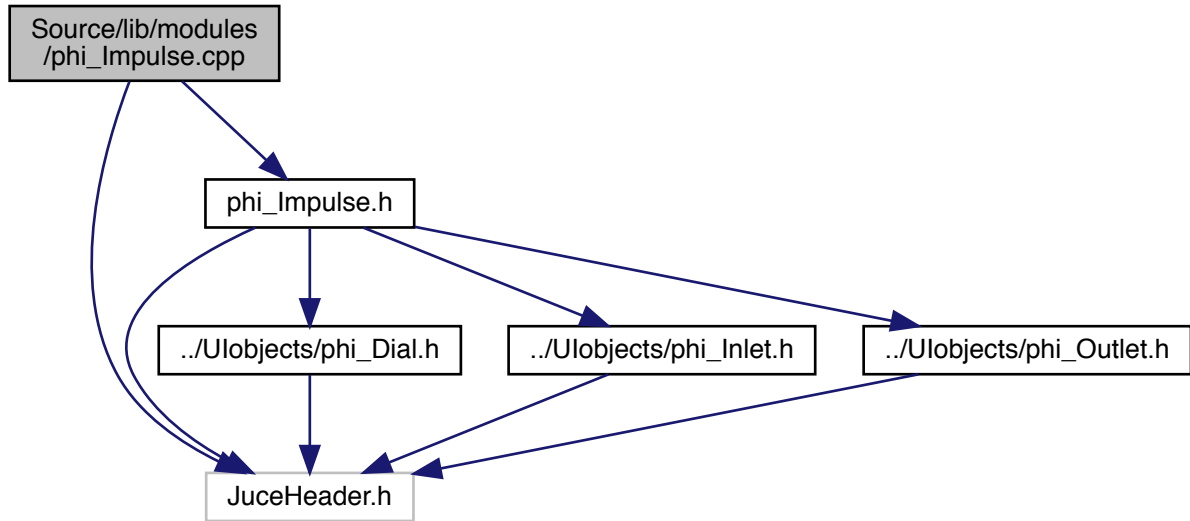 Source/lib/modules
/phi_Impulse.cpp
phi_Impulse.h
../UIobjects/phi_Dial.h
../UIobjects/phi_Inlet.h
../UIobjects/phi_Outlet.h
JuceHeader.h